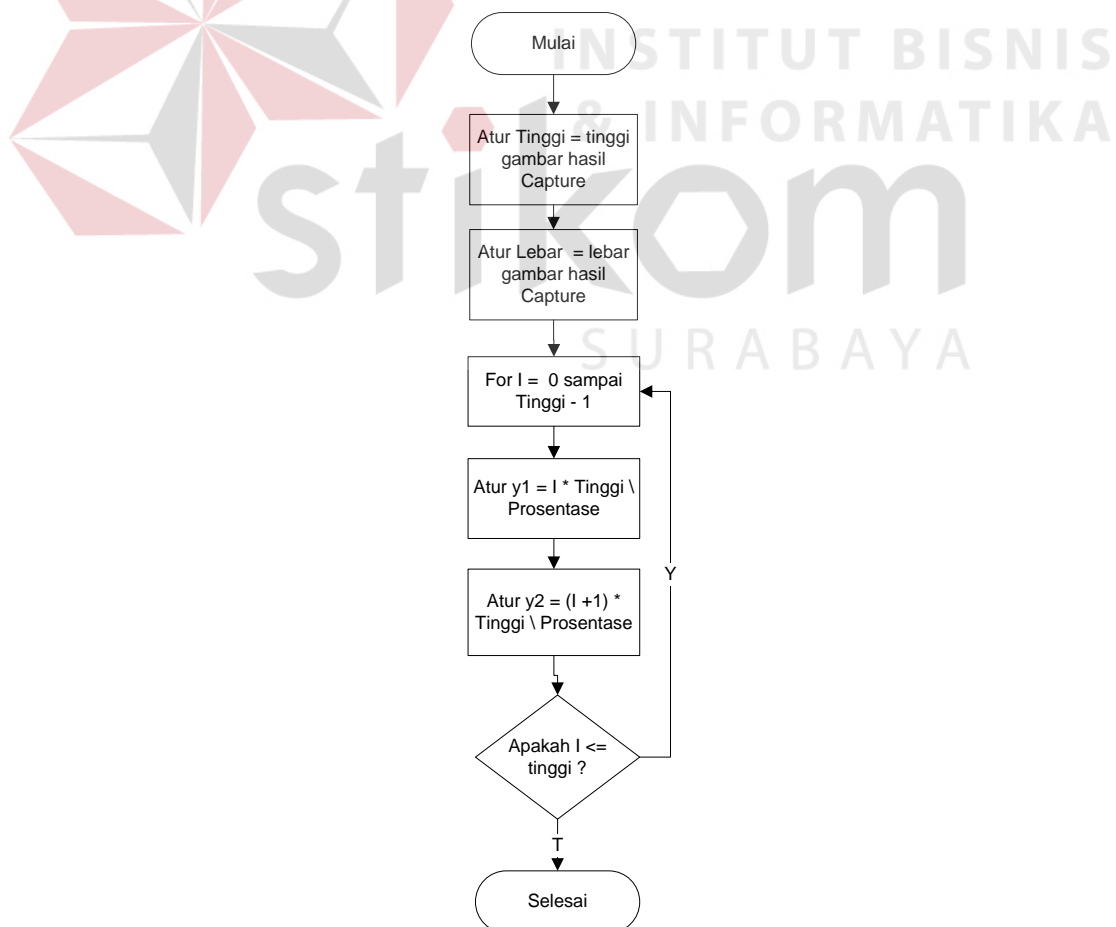 INSTITUT BISNIS
& INFORMATIKA
stikom
SURABAYA
Mulai
Atur Tinggi = tinggi
gambar hasil
Capture
Atur Lebar = lebar
gambar hasil
Capture
For I = 0 sampai
Tinggi - 1
Atur y1 = I * Tinggi \
Prosentase
Atur y2 = (I +1) *
Tinggi \ Prosentase
Y
Apakah I <=
tinggi ?
T
Selesai